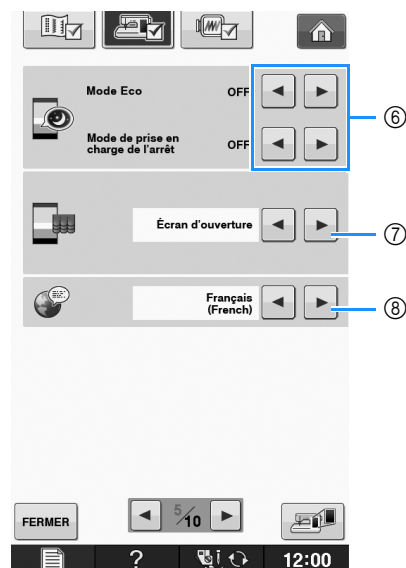 Mode Eco OFF
Mode de prise en
charge de l'arrêt OFF
⑥
Écran d'ouverture
⑦
Français
(French)
⑧
FERMER
5/10
?
12:00